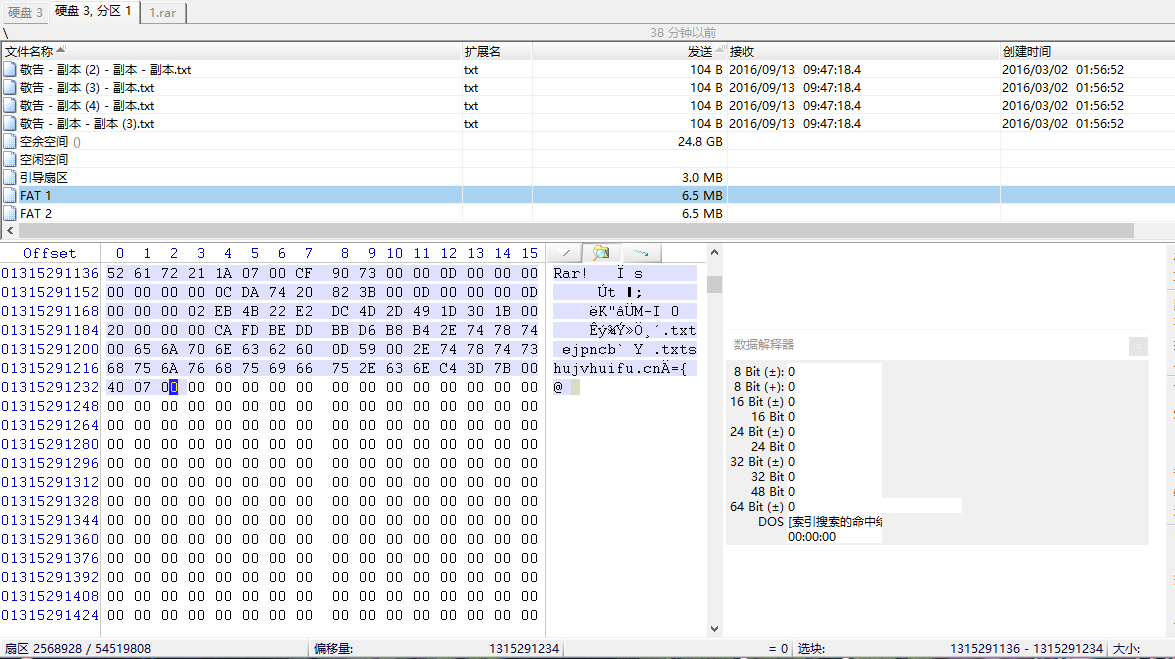 硬盘 3 硬盘 3, 分区 1 1.rar
\ 38 分钟以前
文件名称 扩展名 发送 接收 创建时间
敬告 - 副本 (2) - 副本 - 副本.txt txt 104 B 2016/09/13 09:47:18.4 2016/03/02 01:56:52
敬告 - 副本 (3) - 副本.txt txt 104 B 2016/09/13 09:47:18.4 2016/03/02 01:56:52
敬告 - 副本 (4) - 副本.txt txt 104 B 2016/09/13 09:47:18.4 2016/03/02 01:56:52
敬告 - 副本 - 副本 (3).txt txt 104 B 2016/09/13 09:47:18.4 2016/03/02 01:56:52
空余空间 () 24.8 GB
空闲空间
引导扇区 3.0 MB
FAT 1 6.5 MB
FAT 2 6.5 MB
Offset 0 1 2 3 4 5 6 7 8 9 10 11 12 13 14 15
01315291136 52 61 72 21 1A 07 00 CF 90 73 00 00 0D 00 00 00 Rar! Ï s
01315291152 00 00 00 00 0C DA 74 20 82 3B 00 0D 00 00 00 0D Út ;
01315291168 00 00 00 02 EB 4B 22 E2 DC 4D 2D 49 1D 30 1B 00 ëK"âÜM-I 0
01315291184 20 00 00 00 CA FD BE DD BB D6 B8 B4 2E 74 78 74 Êý¾Ý»Ö¸´.txt
01315291200 00 65 6A 70 6E 63 62 60 0D 59 00 2E 74 78 74 73 ejpncb` Y .txts
01315291216 68 75 6A 76 68 75 69 66 75 2E 63 6E C4 3D 7B 00 hujvhuifu.cnÄ={
01315291232 40 07 00 00 00 00 00 00 00 00 00 00 00 00 00 00 @
01315291248 00 00 00 00 00 00 00 00 00 00 00 00 00 00 00 00
01315291264 00 00 00 00 00 00 00 00 00 00 00 00 00 00 00 00
01315291280 00 00 00 00 00 00 00 00 00 00 00 00 00 00 00 00
01315291296 00 00 00 00 00 00 00 00 00 00 00 00 00 00 00 00
01315291312 00 00 00 00 00 00 00 00 00 00 00 00 00 00 00 00
01315291328 00 00 00 00 00 00 00 00 00 00 00 00 00 00 00 00
01315291344 00 00 00 00 00 00 00 00 00 00 00 00 00 00 00 00
01315291360 00 00 00 00 00 00 00 00 00 00 00 00 00 00 00 00
01315291376 00 00 00 00 00 00 00 00 00 00 00 00 00 00 00 00
01315291392 00 00 00 00 00 00 00 00 00 00 00 00 00 00 00 00
01315291408 00 00 00 00 00 00 00 00 00 00 00 00 00 00 00 00
01315291424 00 00 00 00 00 00 00 00 00 00 00 00 00 00 00 00
数据解释器
8 Bit (±): 0
8 Bit (+): 0
16 Bit (±) 0
16 Bit 0
24 Bit (±) 0
24 Bit 0
32 Bit (±) 0
32 Bit 0
48 Bit 0
64 Bit (±) 0
DOS [索引搜索的命中
00:00:00
扇区 2568928 / 54519808 偏移量: 1315291234 = 0 选块: 1315291136 - 1315291234 大小: